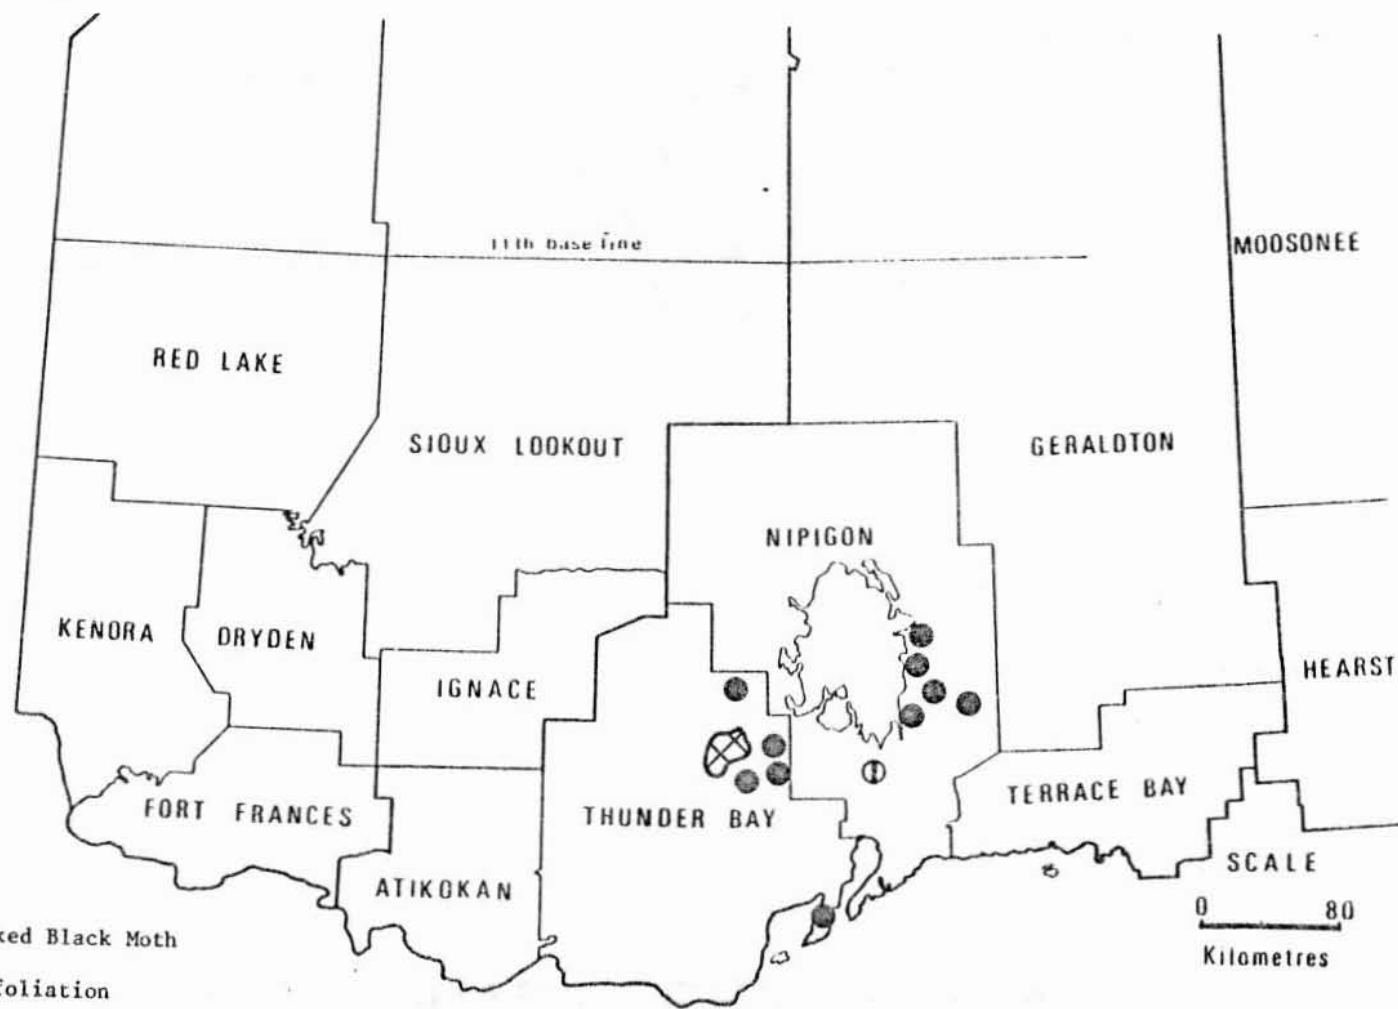 11th base line
MOOSONEE
RED LAKE
SIOUX LOOKOUT
GERALDTON
NIPIGON
KENORA
DRYDEN
IGNACE
HEARST
FORT FRANCES
THUNDER BAY
TERRACE BAY
ATIKOKAN
SCALE
0 80
Kilometres
Black Moth